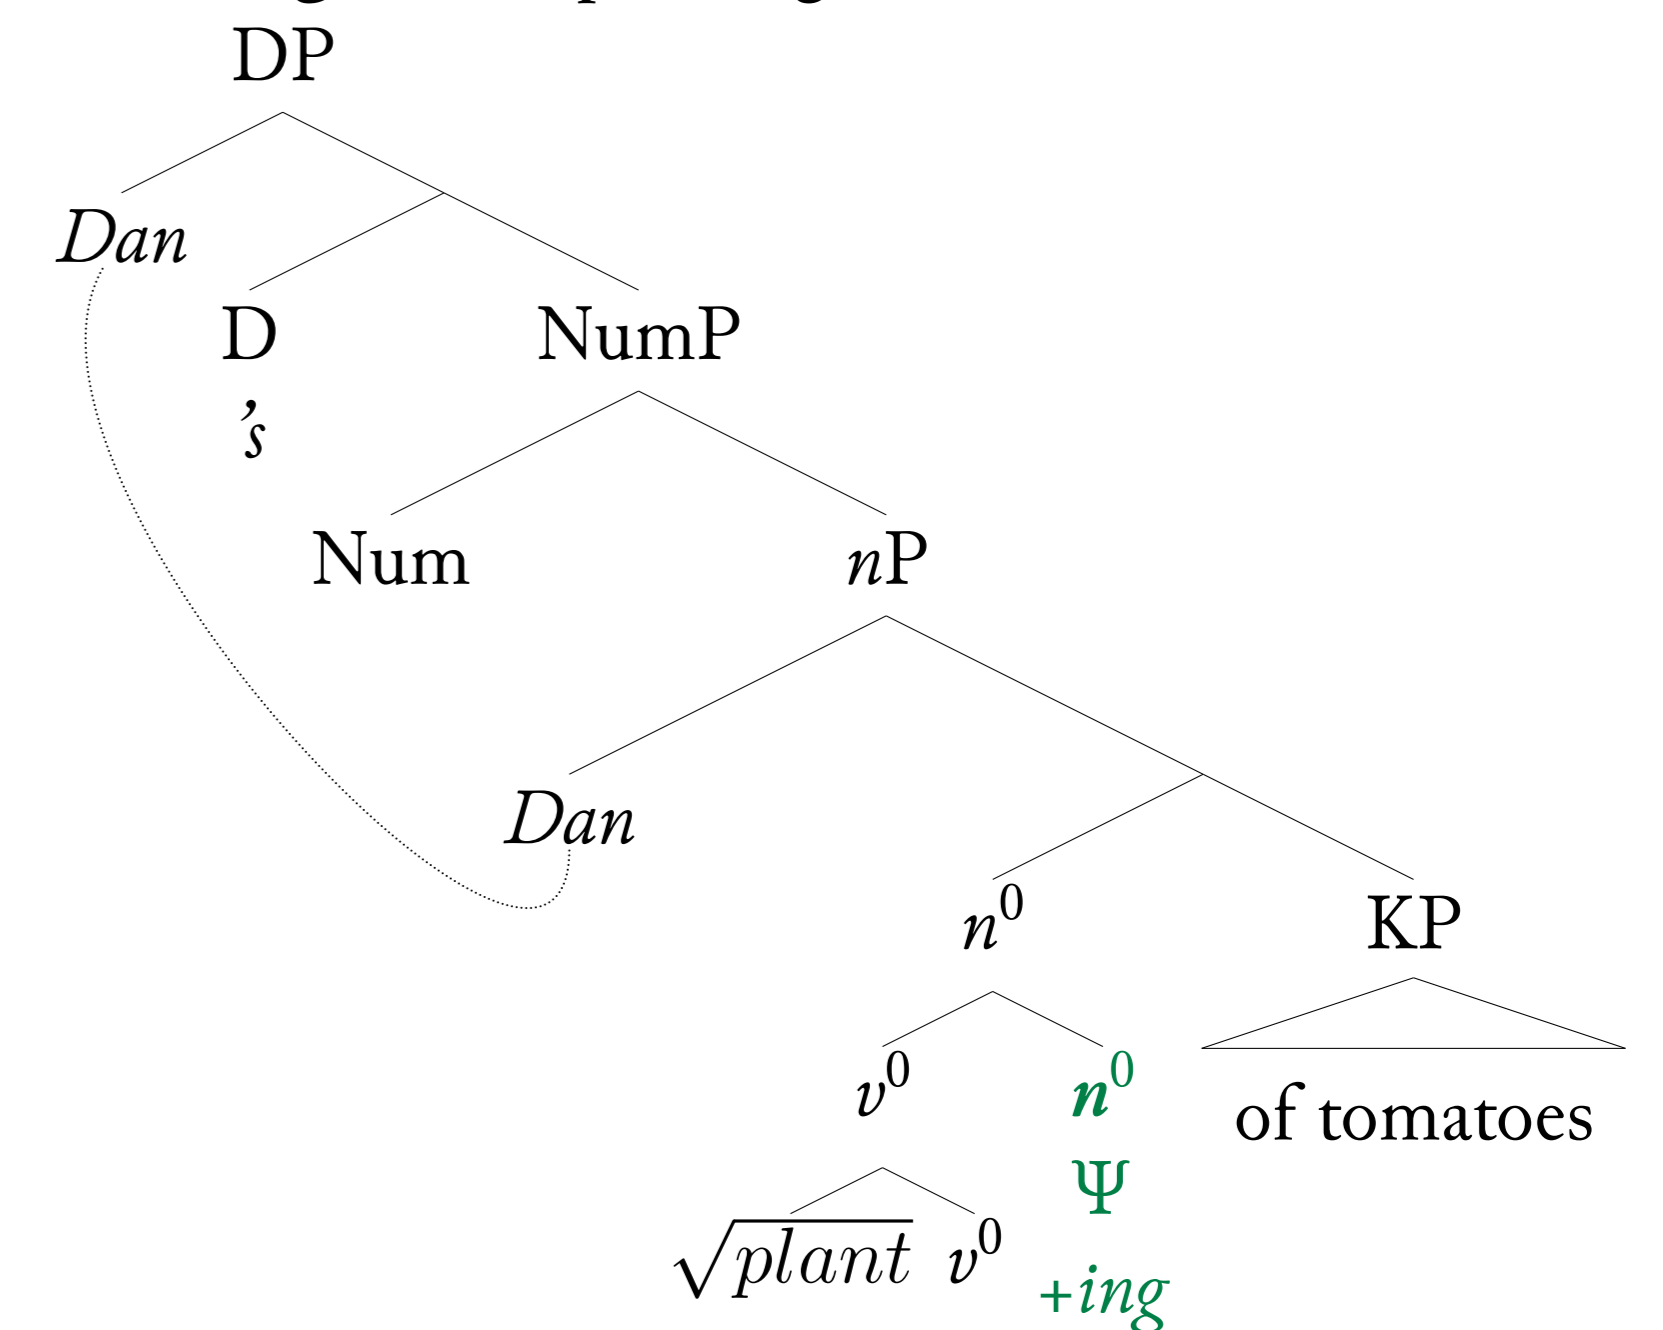 DP
Dan
D NumP
’s
Num nP
Dan
n⁰ KP
v⁰ n⁰
of tomatoes
Ψ
√plant v⁰
+ing